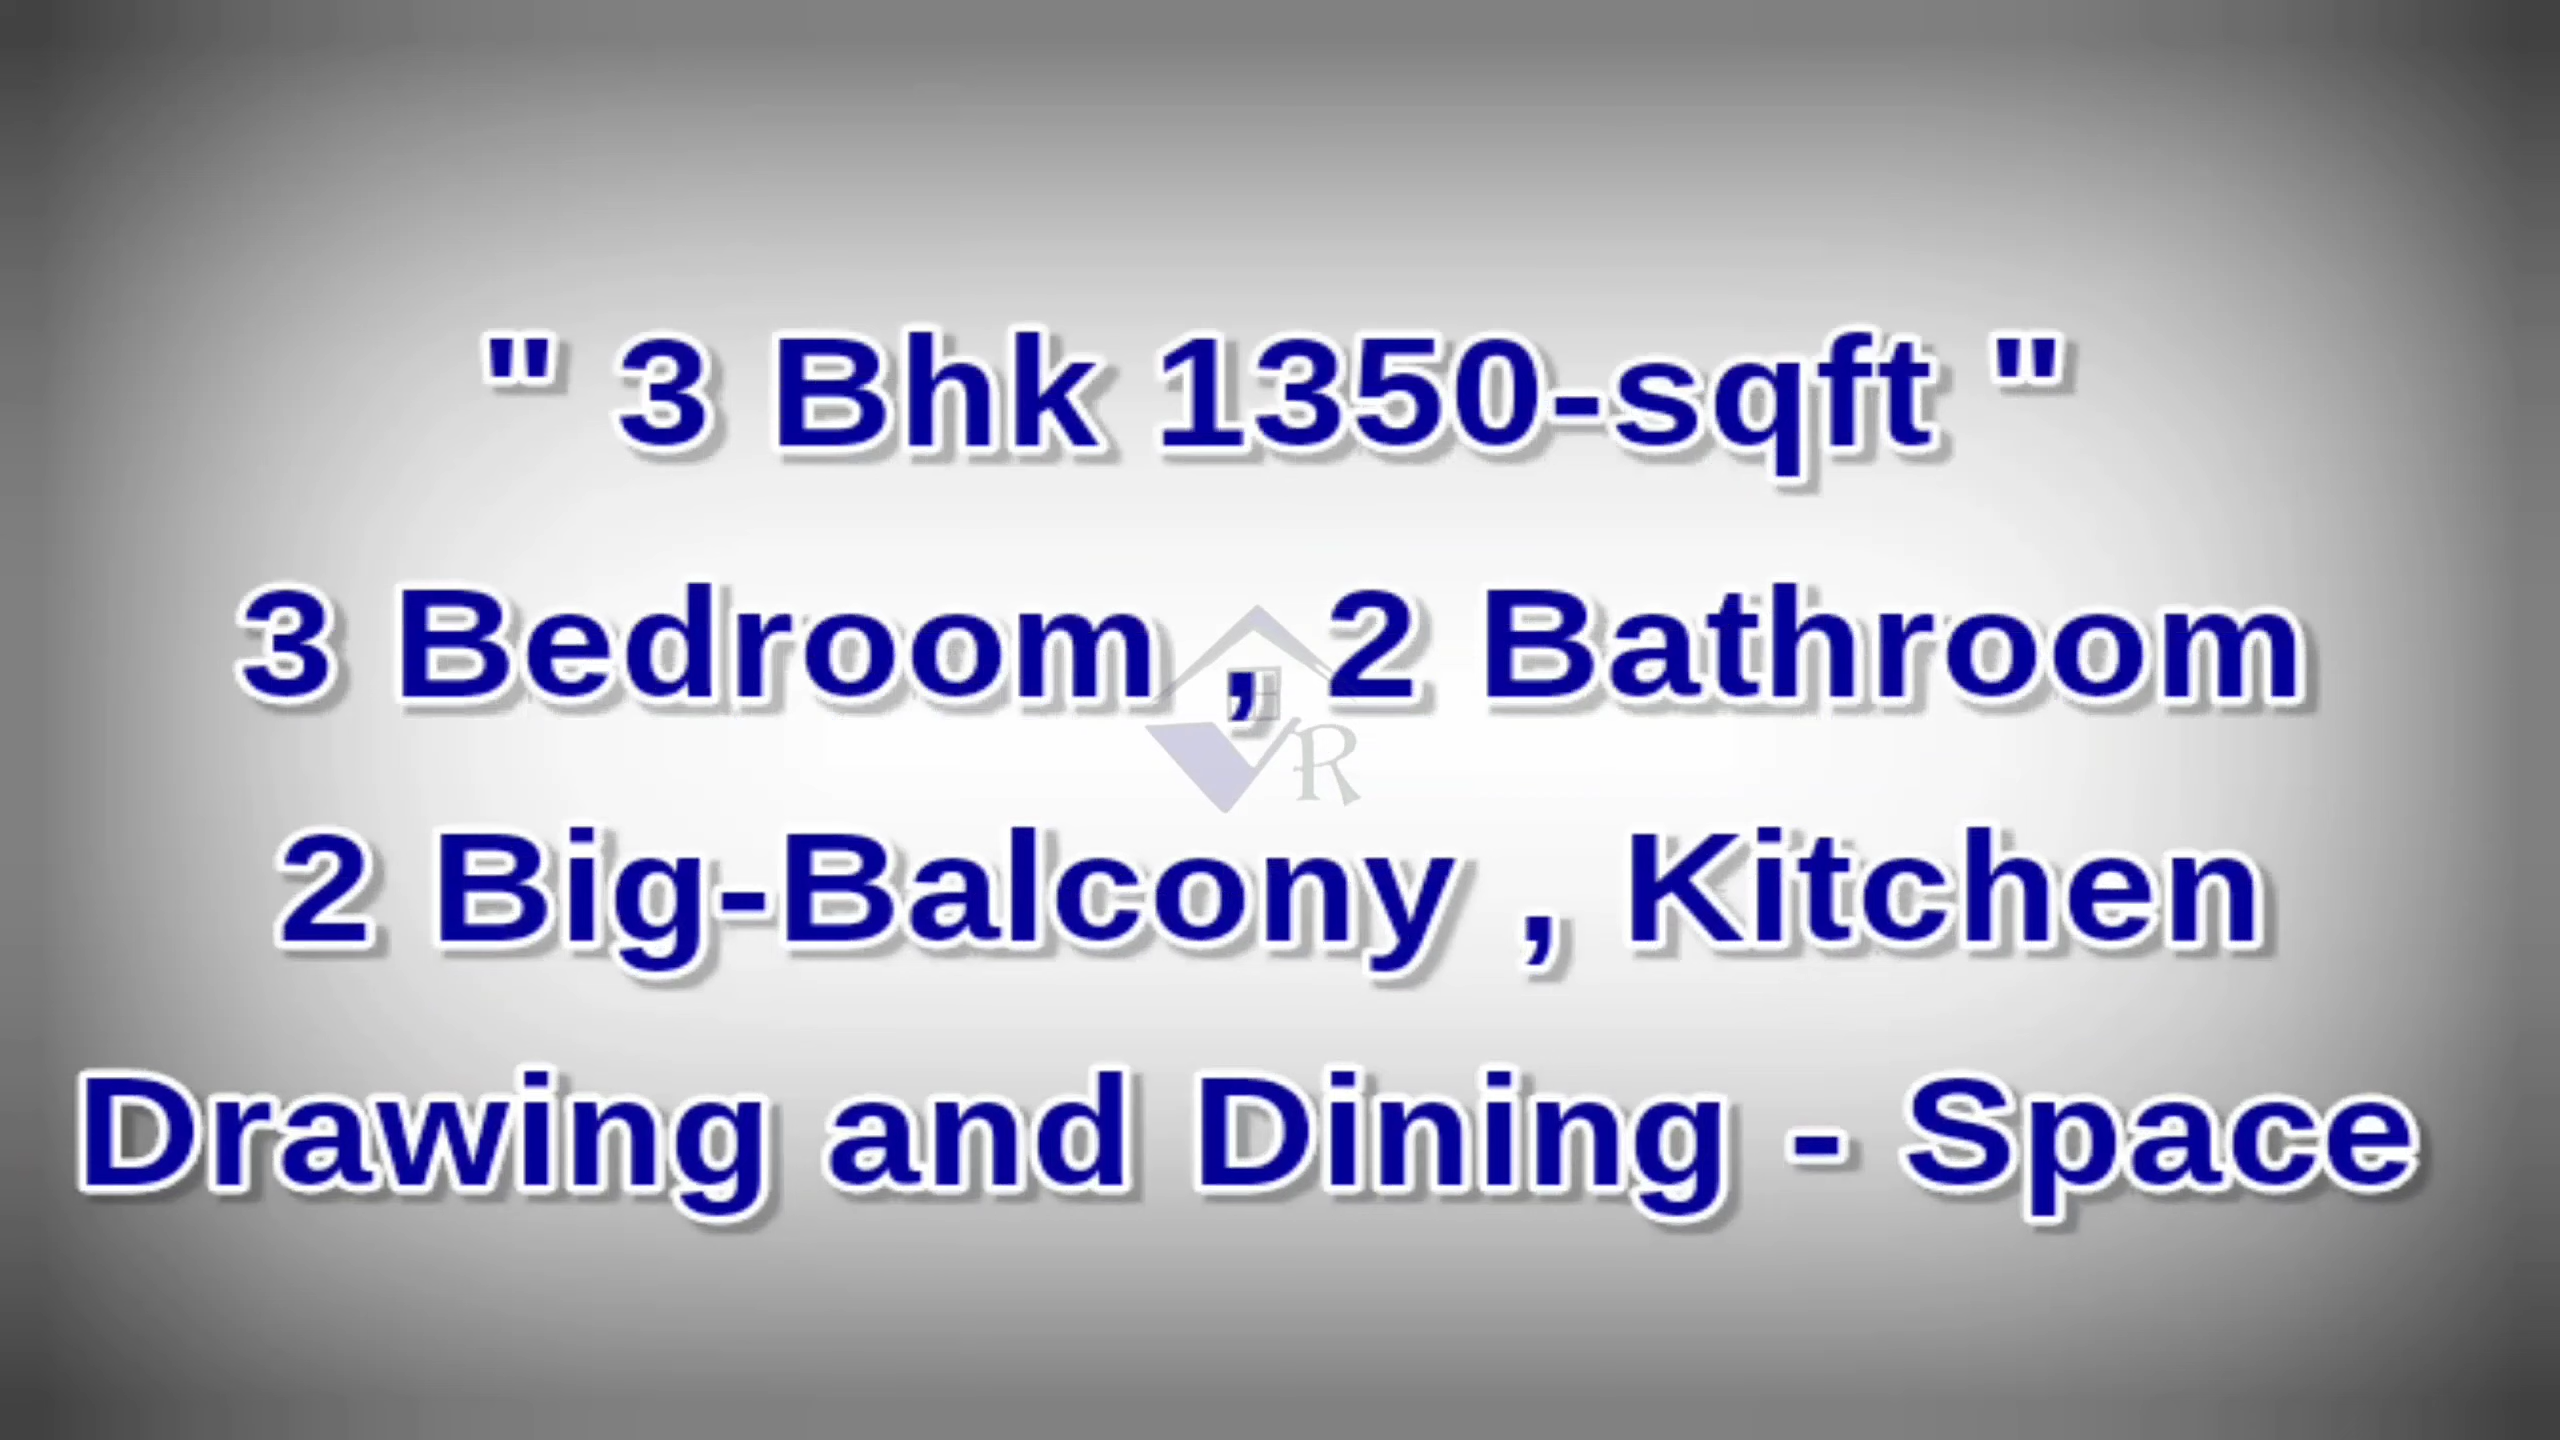 " 3 Bhk 1350-sqft "
3 Bedroom , 2 Bathroom
R
2 Big-Balcony , Kitchen
Drawing and Dining - Space